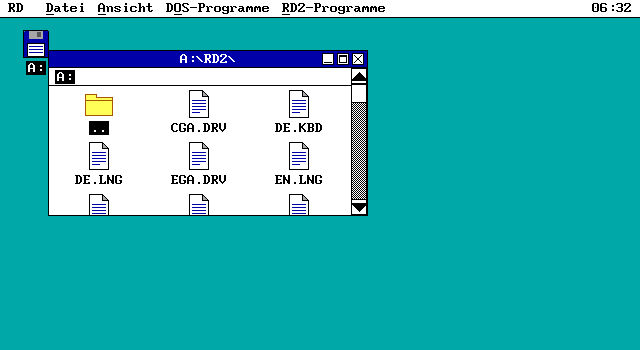 RD Datei Ansicht DOS-Programme RD2-Programme 06:32
A:\RD2\
A:
A:
.. CGA.DRV DE.KBD
DE.LNG EGA.DRV EN.LNG